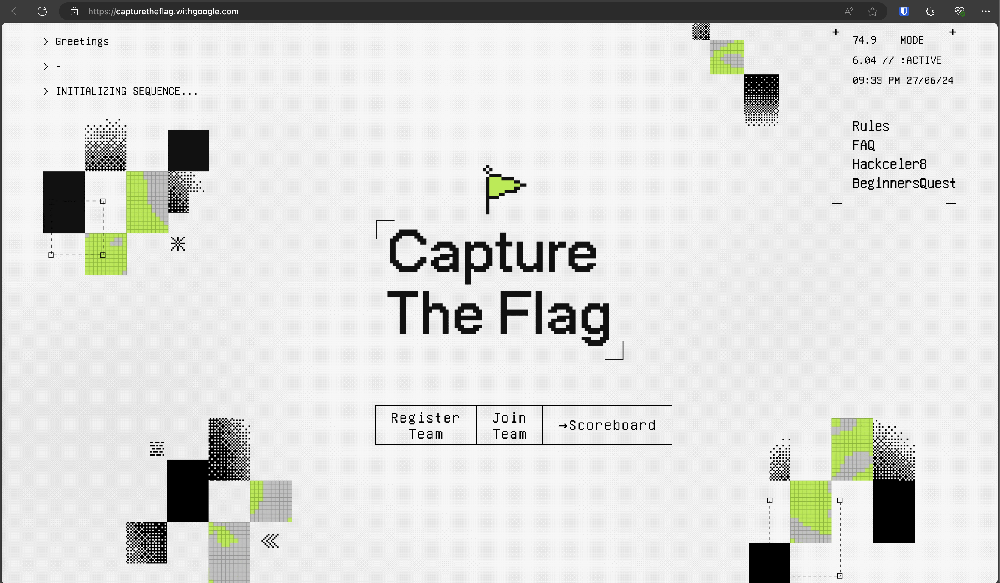 https://capturetheflag.withgoogle.com
> Greetings
> -
> INITIALIZING SEQUENCE...
+ +
74.9 MODE
6.04 // :ACTIVE
09:33 PM 27/06/24
Rules
FAQ
Hackceler8
BeginnersQuest
Capture
The Flag
Register
Team
Join
Team
→Scoreboard